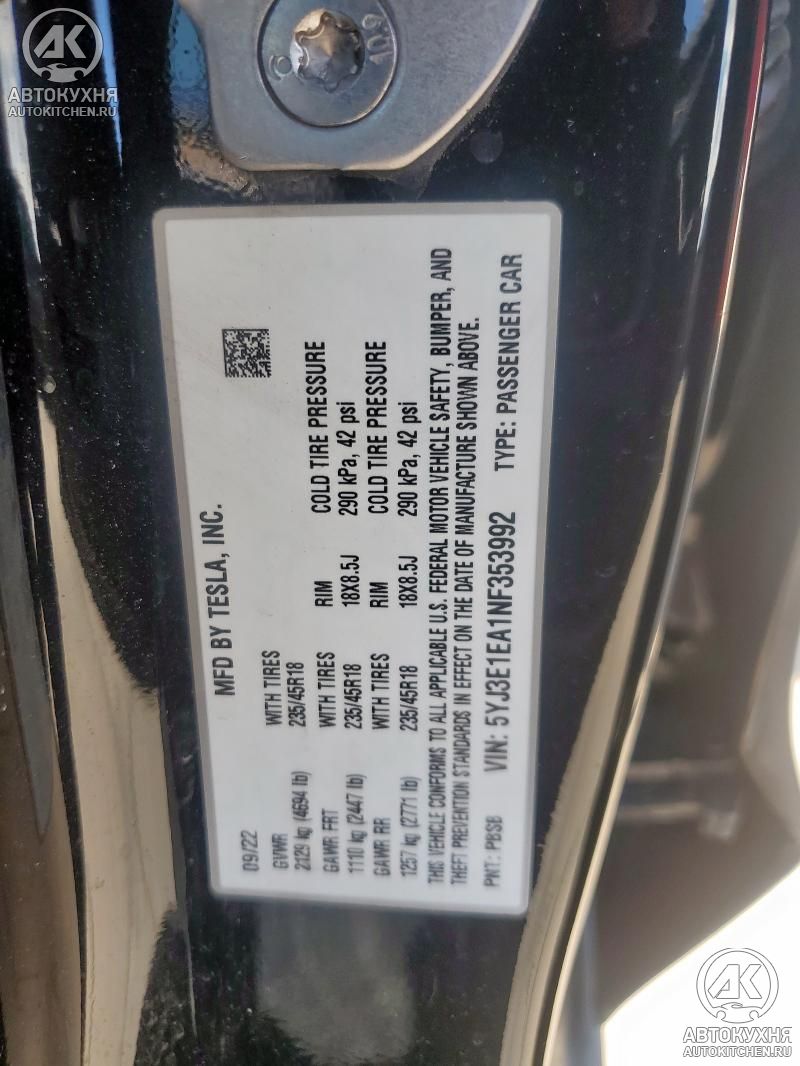 AK
АВТОКУХНЯ
AUTOKITCHEN.RU
10.9
MFD BY TESLA, INC.
09/22
GVWR WITH TIRES
2129 kg (4694 lb) 235/45R18
GAWR FRT WITH TIRES RIM COLD TIRE PRESSURE
1110 kg (2447 lb) 235/45R18 18X8.5J 290 kPa, 42 psi
GAWR RR WITH TIRES RIM COLD TIRE PRESSURE
1257 kg (2771 lb) 235/45R18 18X8.5J 290 kPa, 42 psi
THIS VEHICLE CONFORMS TO ALL APPLICABLE U.S. FEDERAL MOTOR VEHICLE SAFETY, BUMPER, AND
THEFT PREVENTION STANDARDS IN EFFECT ON THE DATE OF MANUFACTURE SHOWN ABOVE.
PNT: PBSB VIN: 5YJ3E1EA1NF353992 TYPE: PASSENGER CAR
AK
АВТОКУХНЯ
AUTOKITCHEN.RU